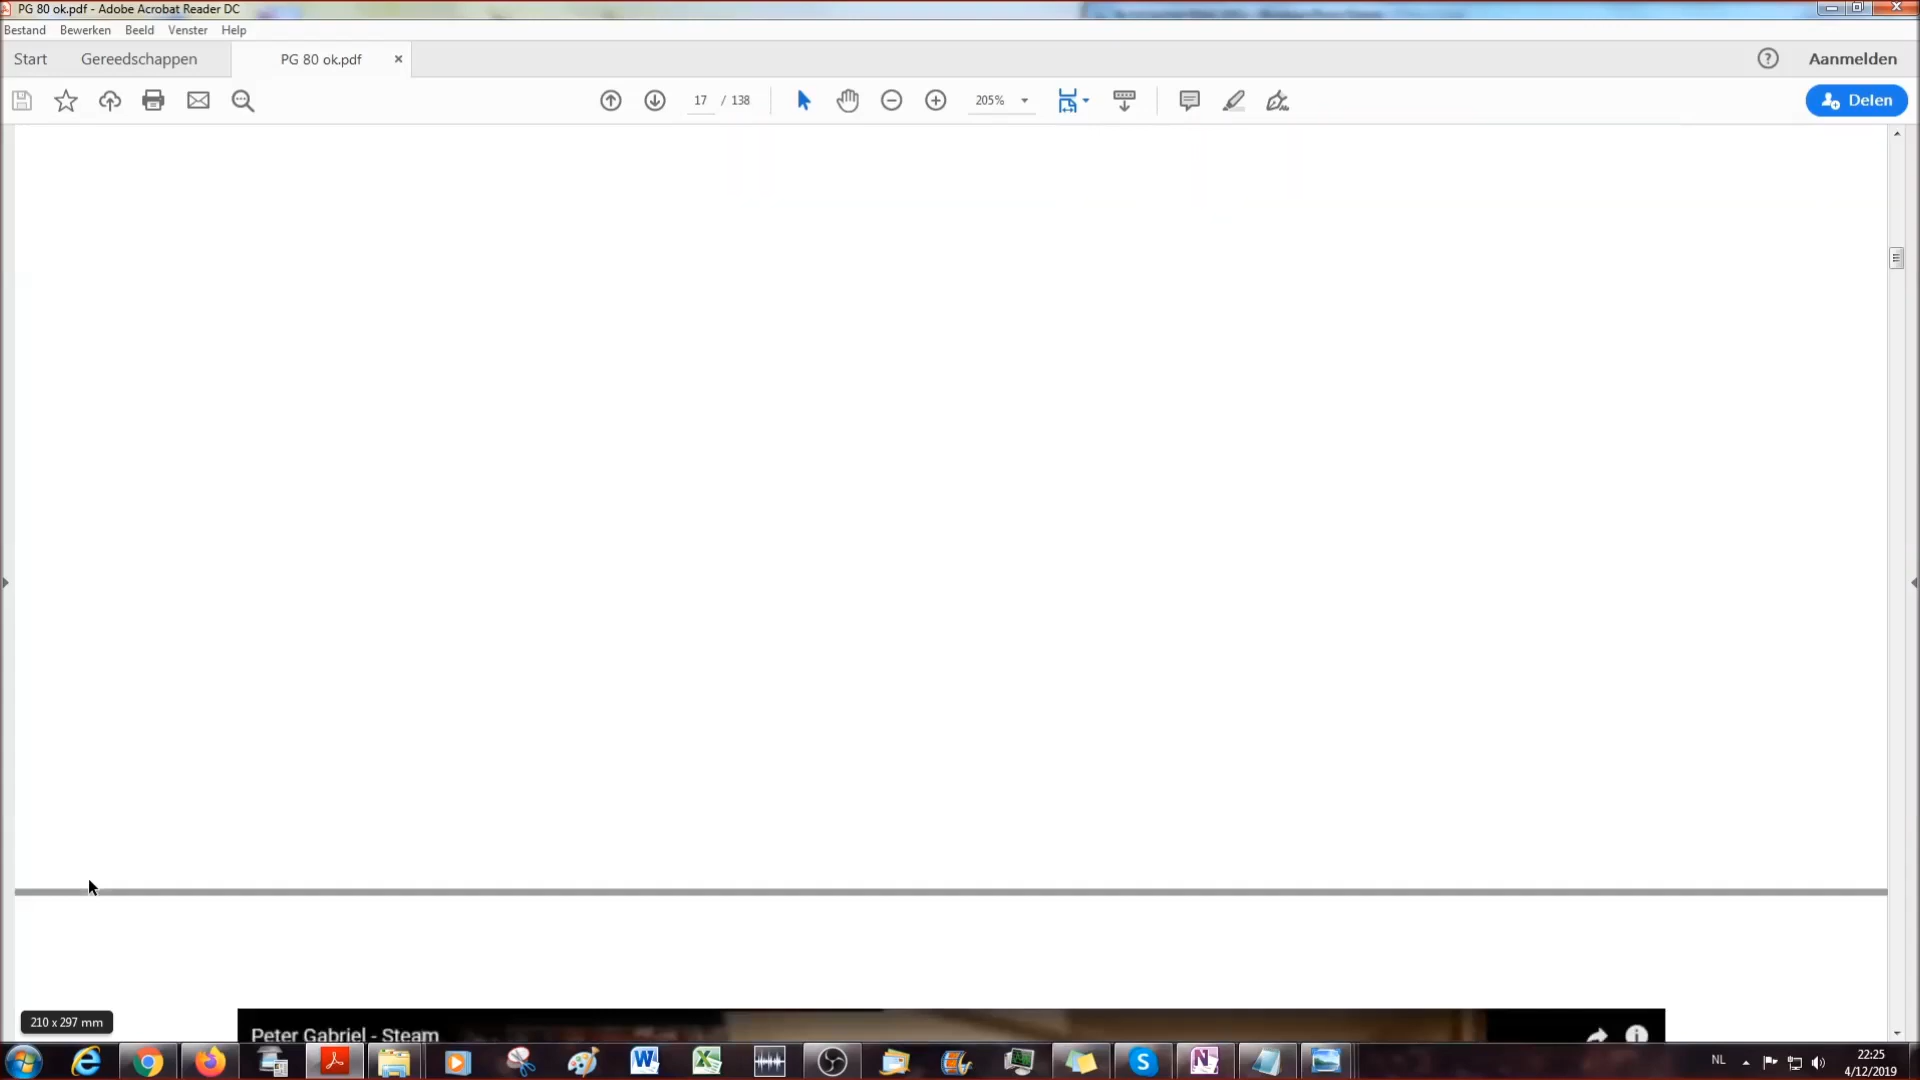 PG 80 ok.pdf - Adobe Acrobat Reader DC
Bestand Bewerken Beeld Venster Help
Start Gereedschappen PG 80 ok.pdf Aanmelden
17 / 138 205% Delen
210 x 297 mm
Peter Gabriel - Steam
NL 22:25
4/12/2019